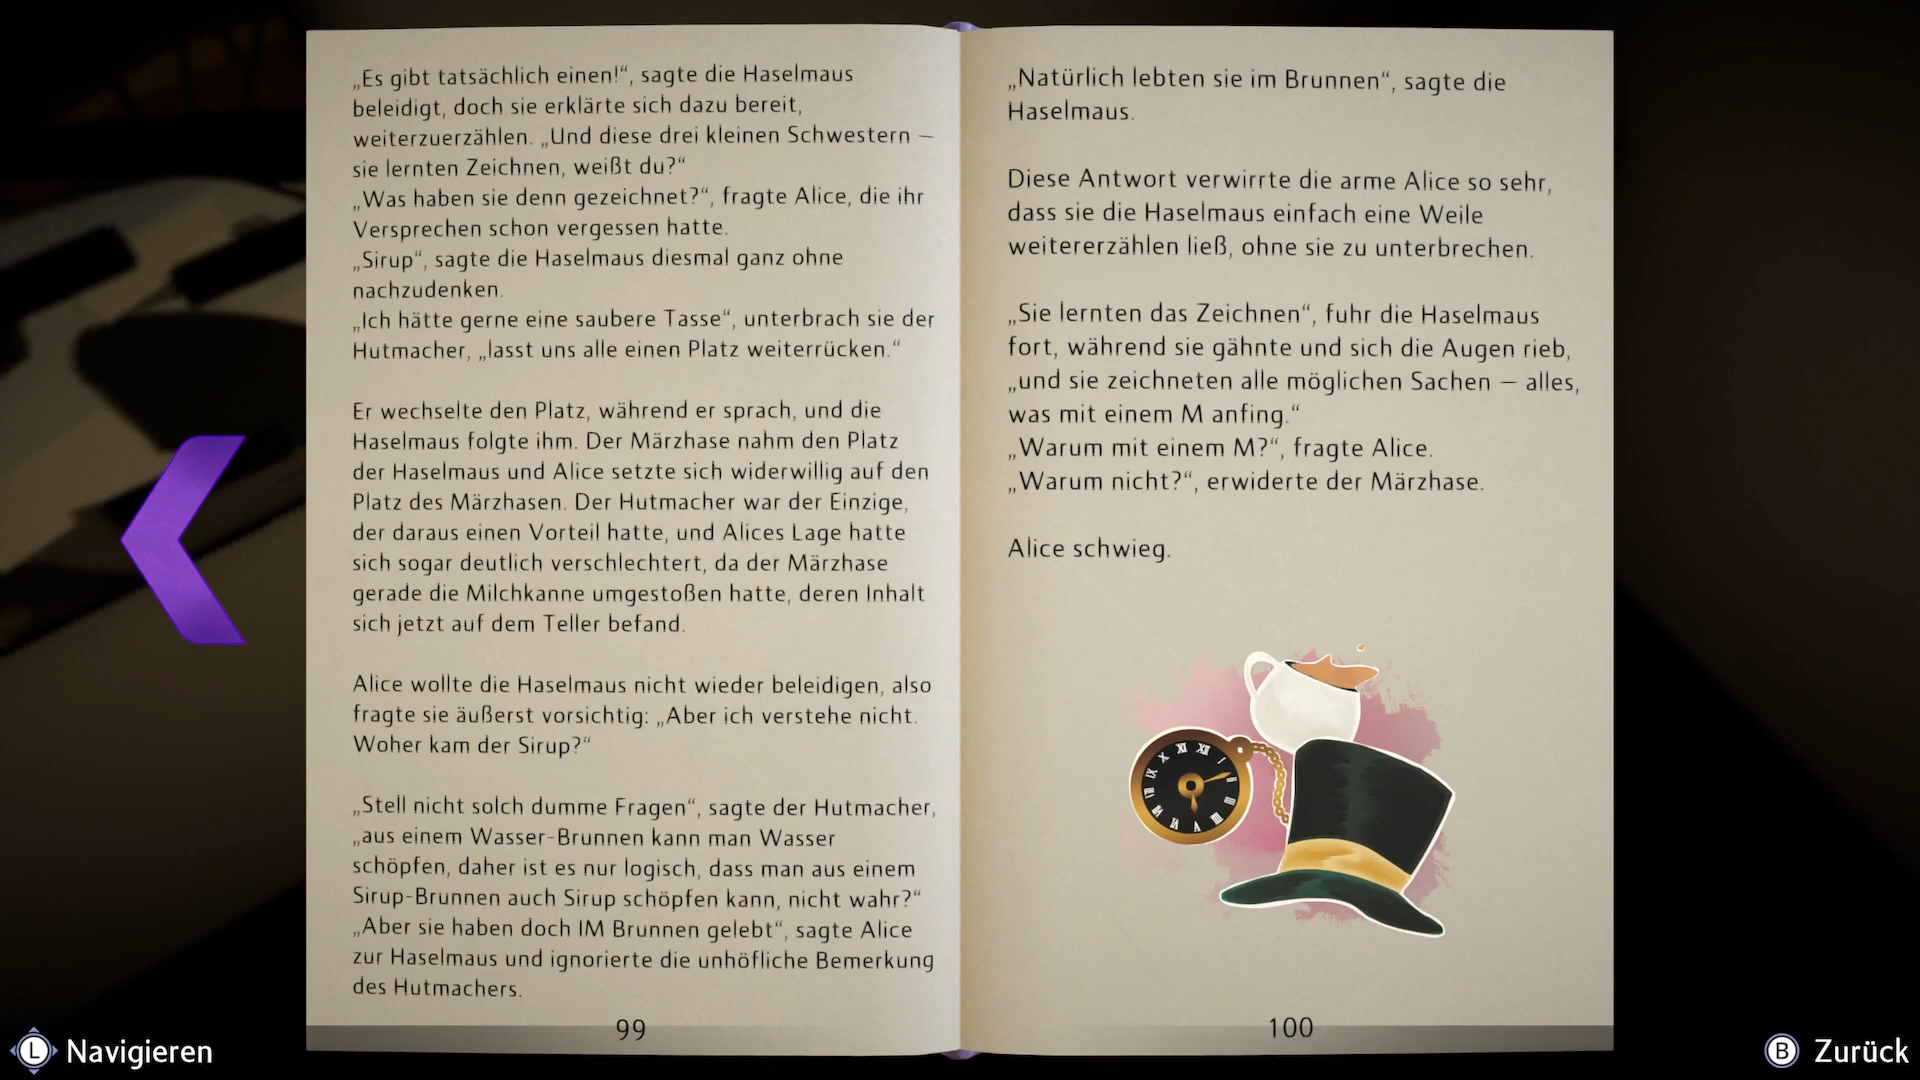 „Es gibt tatsächlich einen!“, sagte die Haselmaus
beleidigt, doch sie erklärte sich dazu bereit,
weiterzuerzählen. „Und diese drei kleinen Schwestern –
sie lernten Zeichnen, weißt du?“
„Was haben sie denn gezeichnet?“, fragte Alice, die ihr
Versprechen schon vergessen hatte.
„Sirup“, sagte die Haselmaus diesmal ganz ohne
nachzudenken.
„Ich hätte gerne eine saubere Tasse“, unterbrach sie der
Hutmacher, „lasst uns alle einen Platz weiterrücken.“
Er wechselte den Platz, während er sprach, und die
Haselmaus folgte ihm. Der Märzhase nahm den Platz
der Haselmaus und Alice setzte sich widerwillig auf den
Platz des Märzhasen. Der Hutmacher war der Einzige,
der daraus einen Vorteil hatte, und Alices Lage hatte
sich sogar deutlich verschlechtert, da der Märzhase
gerade die Milchkanne umgestoßen hatte, deren Inhalt
sich jetzt auf dem Teller befand.
Alice wollte die Haselmaus nicht wieder beleidigen, also
fragte sie äußerst vorsichtig: „Aber ich verstehe nicht.
Woher kam der Sirup?“
„Stell nicht solch dumme Fragen“, sagte der Hutmacher,
„aus einem Wasser-Brunnen kann man Wasser
schöpfen, daher ist es nur logisch, dass man aus einem
Sirup-Brunnen auch Sirup schöpfen kann, nicht wahr?“
„Aber sie haben doch IM Brunnen gelebt“, sagte Alice
zur Haselmaus und ignorierte die unhöfliche Bemerkung
des Hutmachers.
99
„Natürlich lebten sie im Brunnen“, sagte die
Haselmaus.
Diese Antwort verwirrte die arme Alice so sehr,
dass sie die Haselmaus einfach eine Weile
weitererzählen ließ, ohne sie zu unterbrechen.
„Sie lernten das Zeichnen“, fuhr die Haselmaus
fort, während sie gähnte und sich die Augen rieb,
„und sie zeichneten alle möglichen Sachen – alles,
was mit einem M anfing.“
„Warum mit einem M?“, fragte Alice.
„Warum nicht?“, erwiderte der Märzhase.
Alice schwieg.
100
L Navigieren
B Zurück